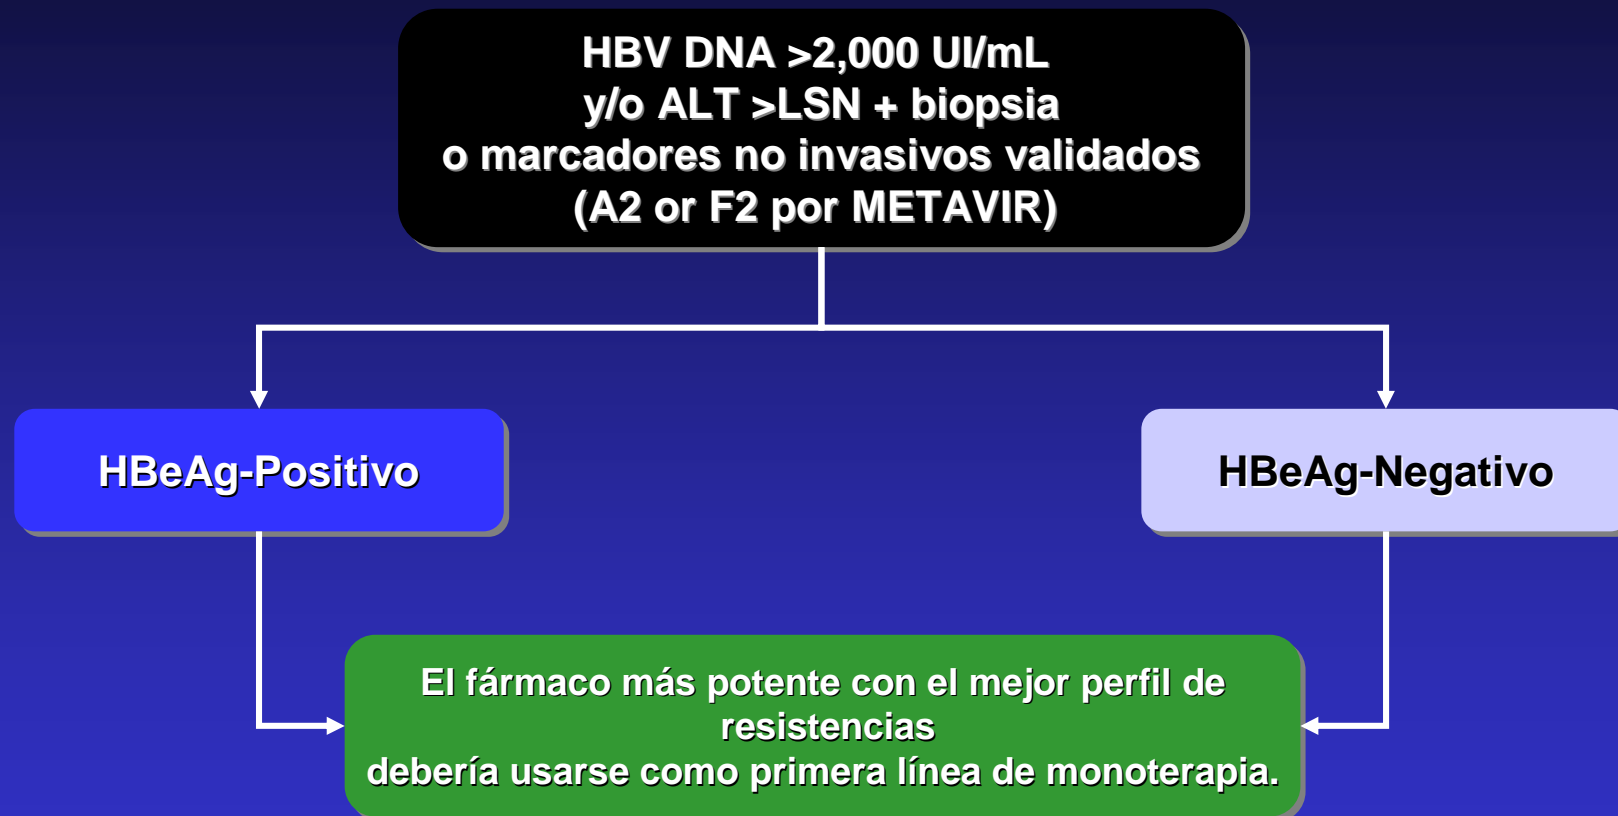 HBV DNA >2,000 UI/mL
y/o ALT >LSN + biopsia
o marcadores no invasivos validados
(A2 or F2 por METAVIR)
HBeAg-Positivo
HBeAg-Negativo
El fármaco más potente con el mejor perfil de
resistencias
debería usarse como primera línea de monoterapia.